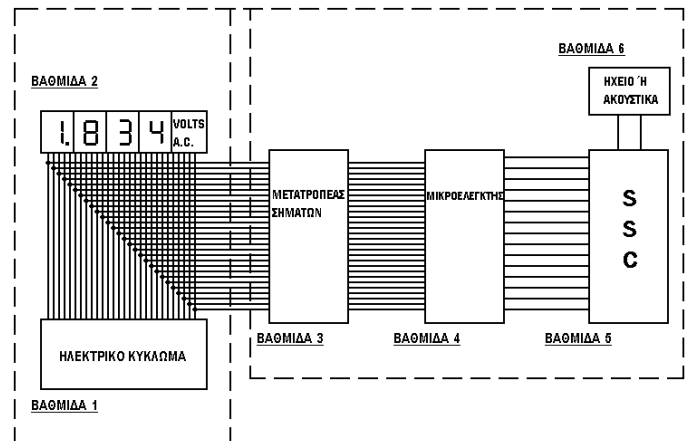 ΒΑΘΜΙΔΑ 6
ΗΧΕΙΟ Ή
ΑΚΟΥΣΤΙΚΑ
ΒΑΘΜΙΔΑ 2
1.834 VOLTS
A.C.
ΜΕΤΑΤΡΟΠΕΑΣ
ΣΗΜΑΤΩΝ
ΜΙΚΡΟΕΛΕΓΚΤΗΣ
S
S
C
ΒΑΘΜΙΔΑ 3
ΒΑΘΜΙΔΑ 4
ΒΑΘΜΙΔΑ 5
ΗΛΕΚΤΡΙΚΟ ΚΥΚΛΩΜΑ
ΒΑΘΜΙΔΑ 1